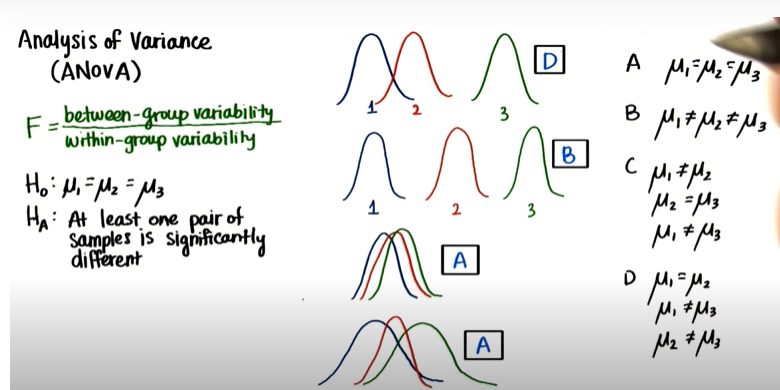 Analysis of Variance
(ANOVA)
F = between-group variability
within-group variability
H₀: μ₁ = μ₂ = μ₃
H_A: At least one pair of
samples is significantly
different
1 2 3
D
1 2 3
B
A
A
A μ₁=μ₂=μ₃
B μ₁≠μ₂≠μ₃
C μ₁≠μ₂
μ₂=μ₃
μ₁≠μ₃
D μ₁=μ₂
μ₁≠μ₃
μ₂≠μ₃